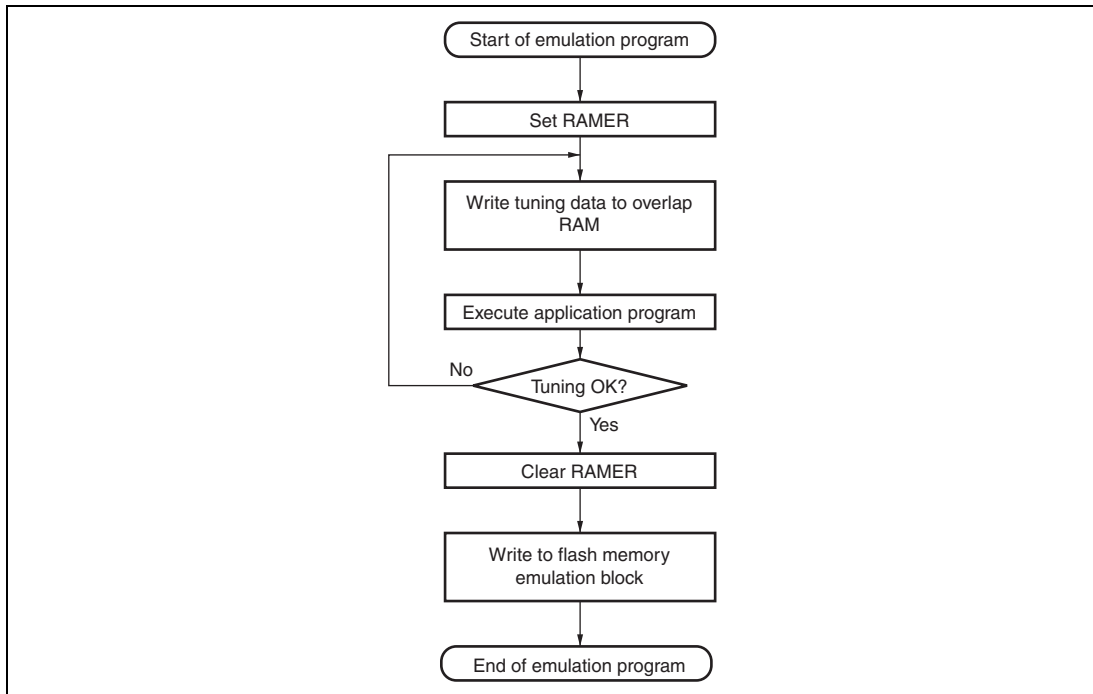 Start of emulation program
Set RAMER
Write tuning data to overlap
RAM
Execute application program
No
Tuning OK?
Yes
Clear RAMER
Write to flash memory
emulation block
End of emulation program